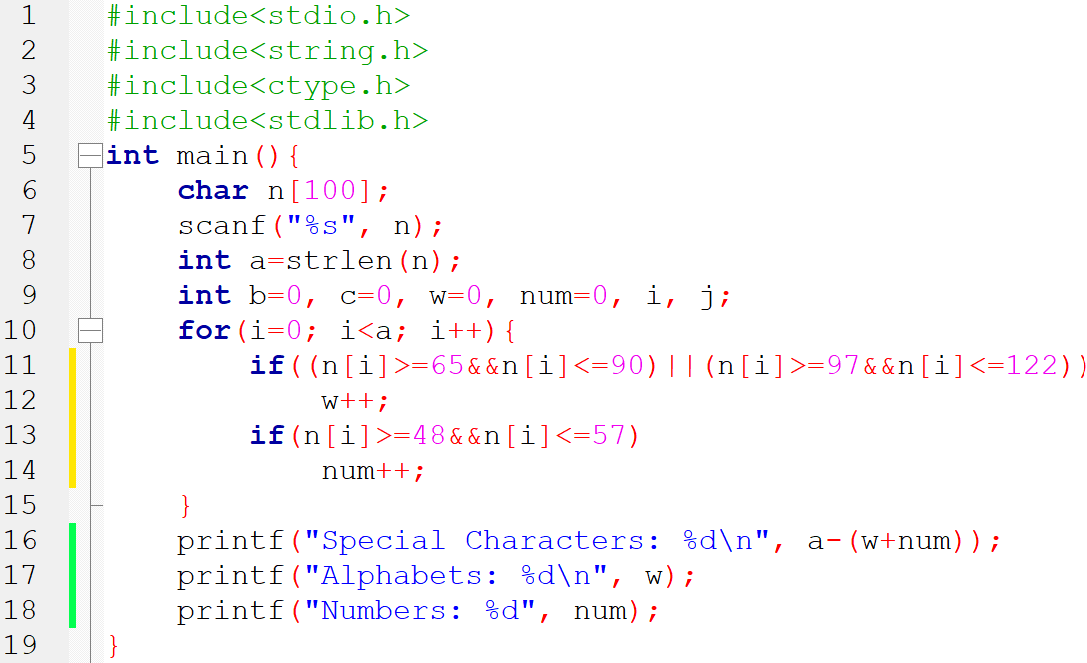 1 #include<stdio.h>
2 #include<string.h>
3 #include<ctype.h>
4 #include<stdlib.h>
5 int main(){
6     char n[100];
7     scanf("%s", n);
8     int a=strlen(n);
9     int b=0, c=0, w=0, num=0, i, j;
10     for(i=0; i<a; i++){
11         if((n[i]>=65&&n[i]<=90)||(n[i]>=97&&n[i]<=122))
12             w++;
13         if(n[i]>=48&&n[i]<=57)
14             num++;
15     }
16     printf("Special Characters: %d\n", a-(w+num));
17     printf("Alphabets: %d\n", w);
18     printf("Numbers: %d", num);
19 }